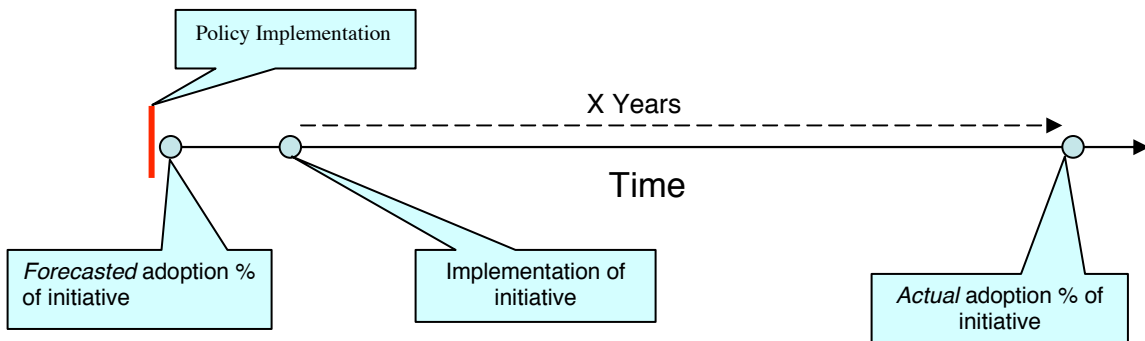 Policy Implementation
X Years
Time
Forecasted adoption %
of initiative
Implementation of
initiative
Actual adoption % of
initiative